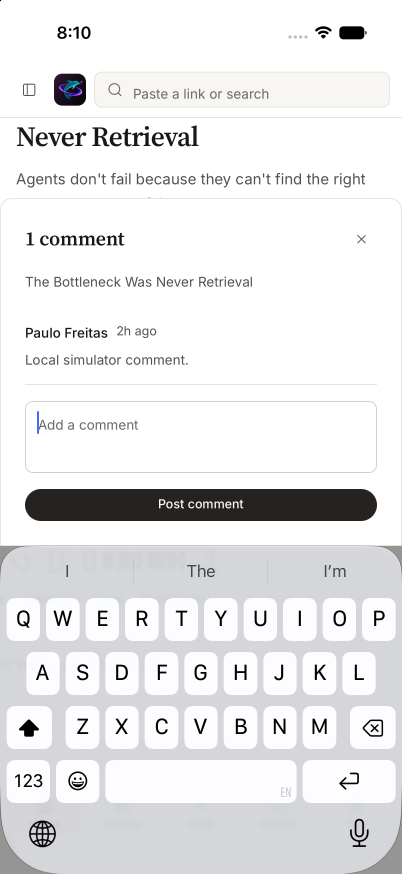 8:10
Paste a link or search
Never Retrieval
Agents don't fail because they can't find the right
1 comment
The Bottleneck Was Never Retrieval
Paulo Freitas 2h ago
Local simulator comment.
Add a comment
Post comment
I The I'm
Q W E R T Y U I O P
A S D F G H J K L
Z X C V B N M
123 EN